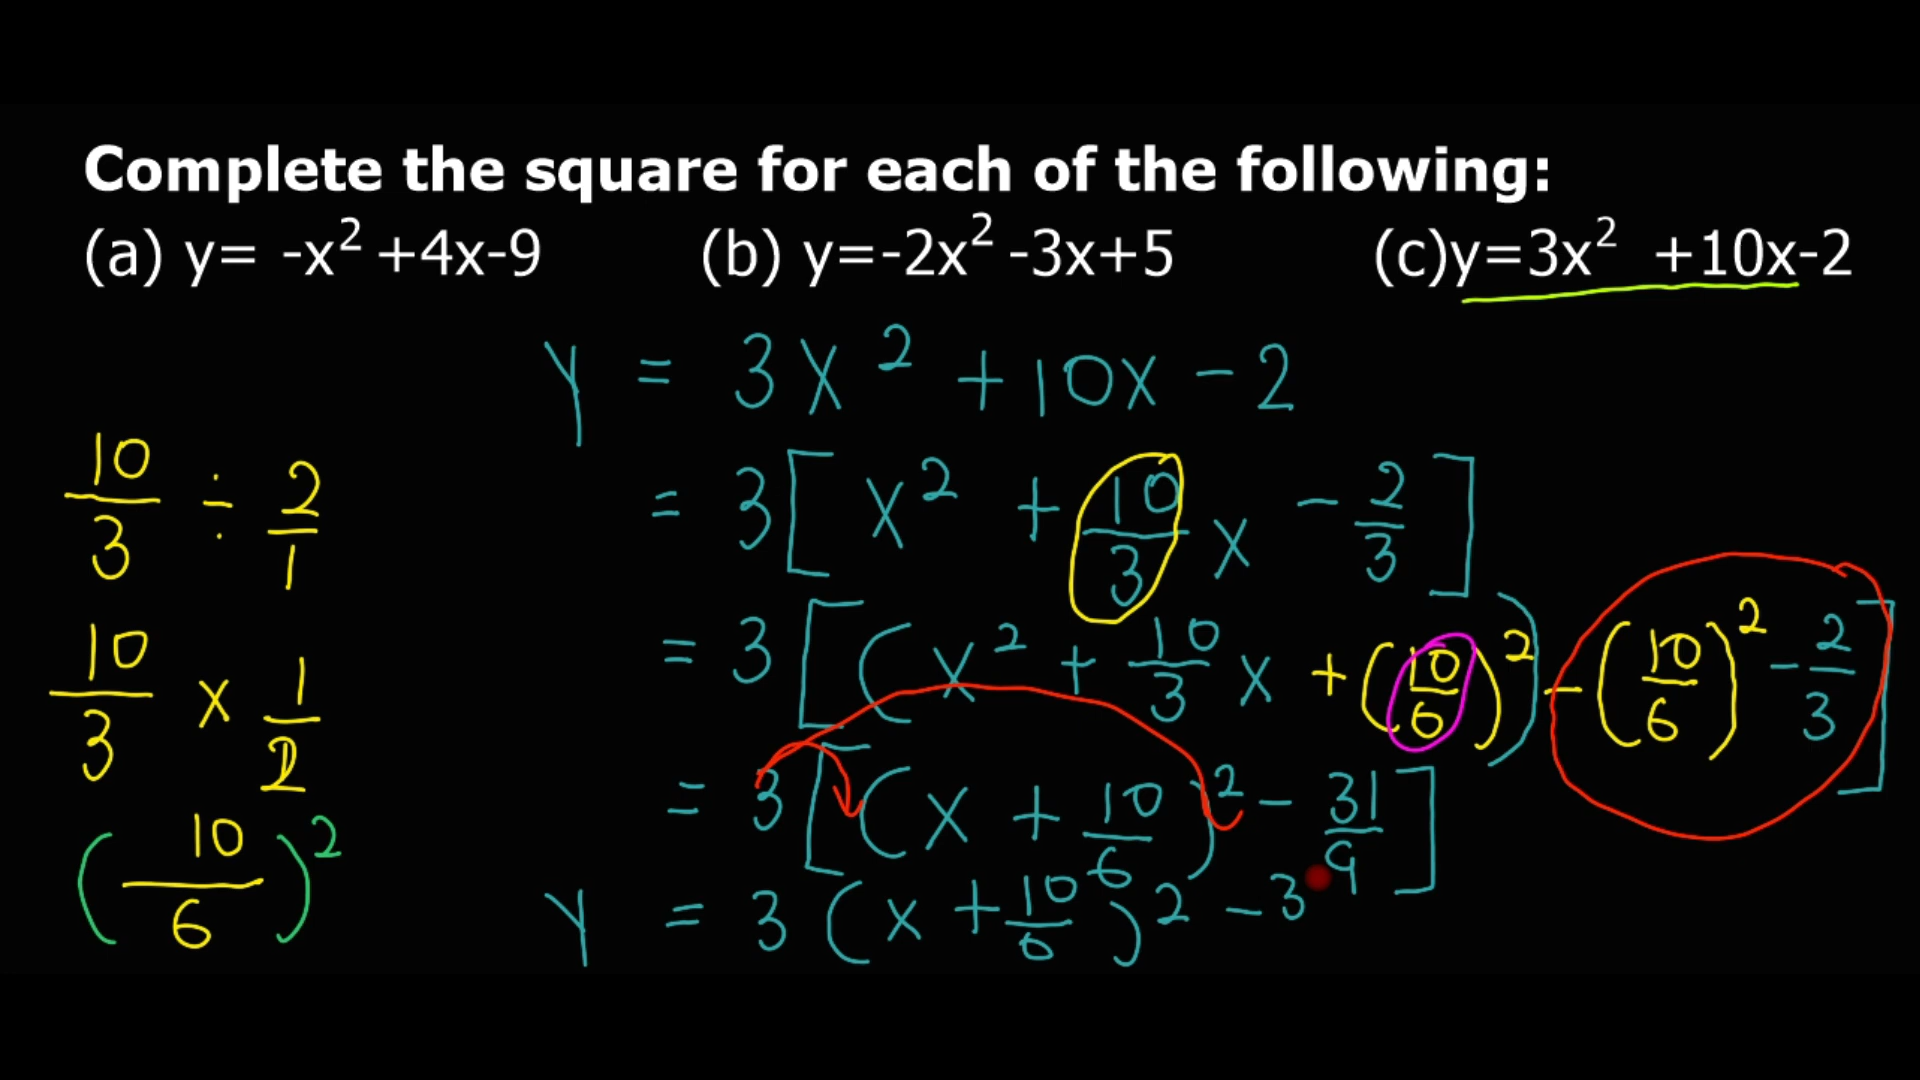 Complete the square for each of the following:
(a) y= -x² +4x-9 (b) y=-2x² -3x+5 (c)y=3x² +10x-2
y = 3x² + 10x - 2
= 3[x² + 10/3 x - 2/3]
= 3[(x² + 10/3 x + (10/6)²) - (10/6)² - 2/3]
= 3[(x + 10/6)² - 31/9]
y = 3(x + 10/6)² - 3
10/3 ÷ 2/1
10/3 x 1/2
(10/6)²